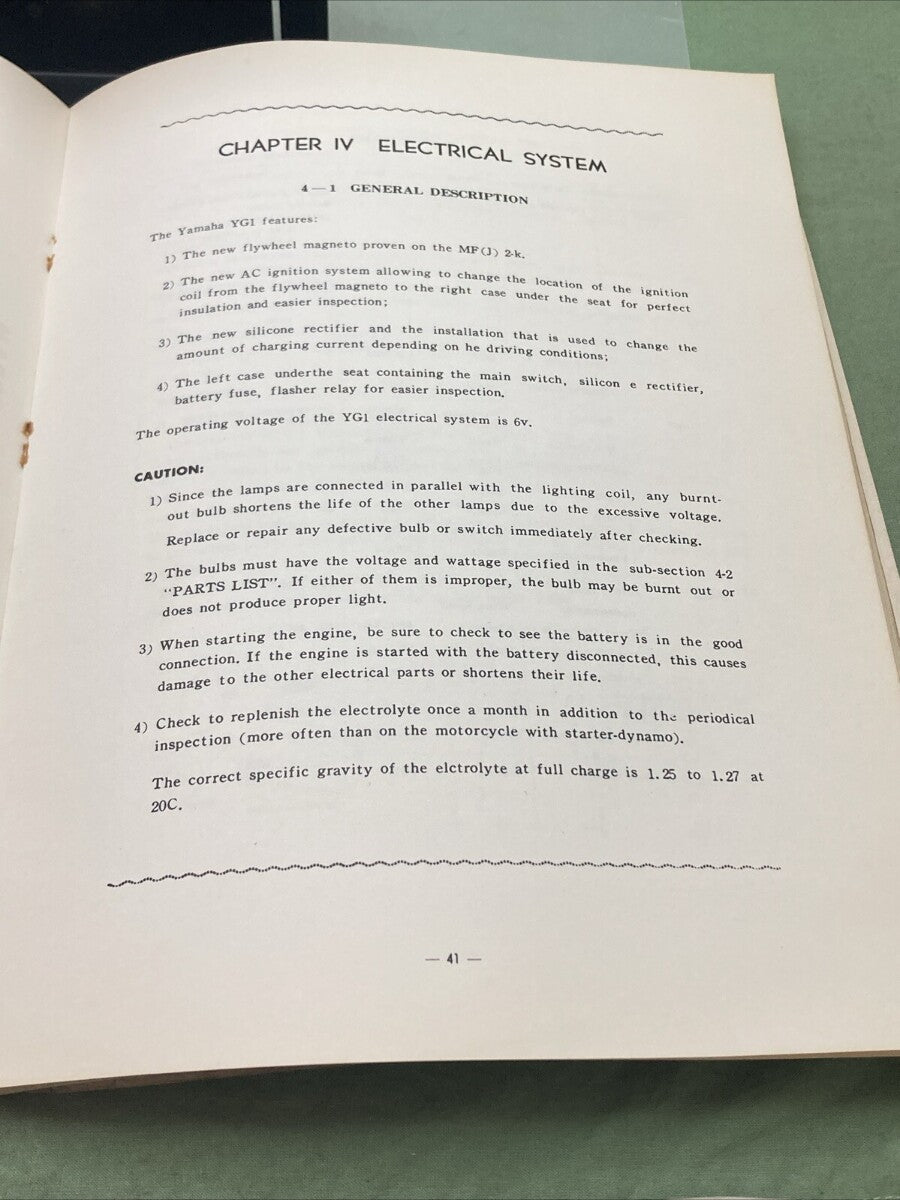 CHAPTER IV ELECTRICAL SYSTEM
4—1 GENERAL DESCRIPTION
The Yamaha YG1 features:
1) The new flywheel magneto proven on the MF(J) 2-k.
2) The new AC ignition system allowing to change the location of the ignition
coil from the flywheel magneto to the right case under the seat for perfect
insulation and easier inspection;
3) The new silicone rectifier and the installation that is used to change the
amount of charging current depending on he driving conditions;
4) The left case underthe seat containing the main switch, silicon e rectifier,
battery fuse, flasher relay for easier inspection.
The operating voltage of the YG1 electrical system is 6v.
CAUTION:
1) Since the lamps are connected in parallel with the lighting coil, any burnt-
out bulb shortens the life of the other lamps due to the excessive voltage.
Replace or repair any defective bulb or switch immediately after checking.
2) The bulbs must have the voltage and wattage specified in the sub-section 4-2
“PARTS LIST”. If either of them is improper, the bulb may be burnt out or
does not produce proper light.
3) When starting the engine, be sure to check to see the battery is in the good
connection. If the engine is started with the battery disconnected, this causes
damage to the other electrical parts or shortens their life.
4) Check to replenish the electrolyte once a month in addition to the periodical
inspection (more often than on the motorcycle with starter-dynamo).
The correct specific gravity of the elctrolyte at full charge is 1.25 to 1.27 at
20C.
— 41 —